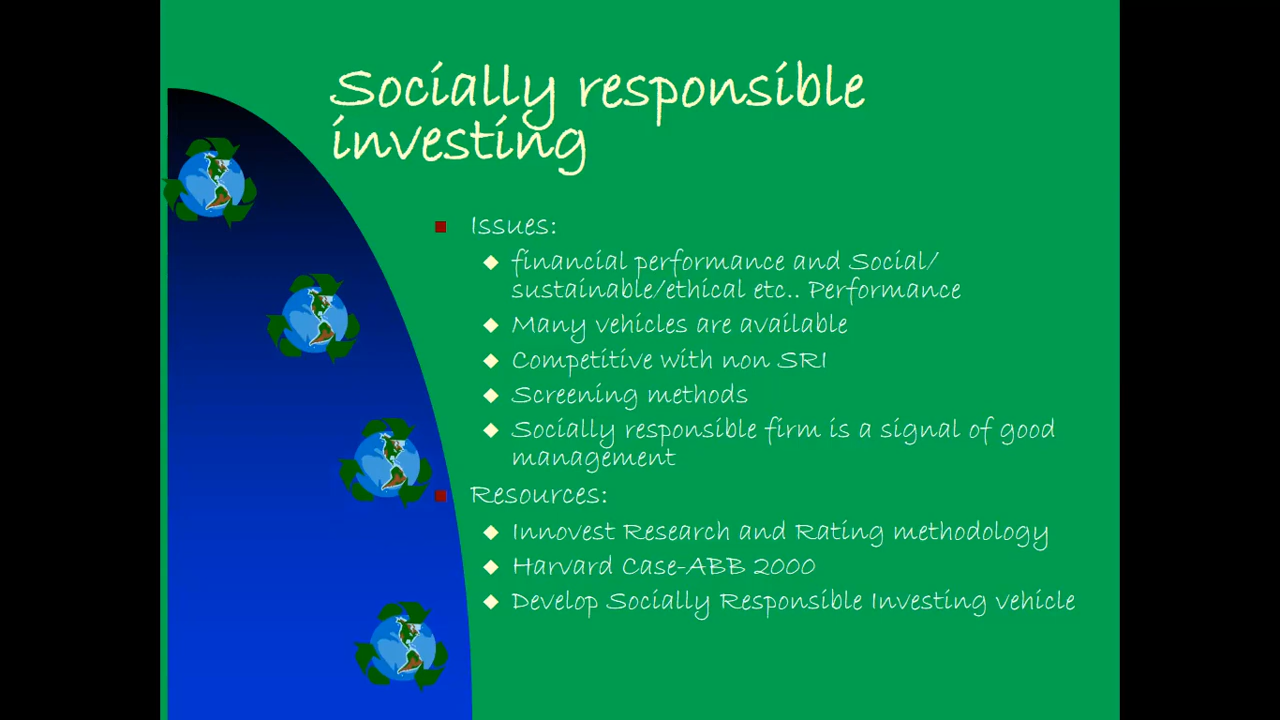 Socially responsible
investing
Issues:
financial performance and Social/
sustainable/ethical etc.. Performance
Many vehicles are available
Competitive with non SRI
Screening methods
Socially responsible firm is a signal of good
management
Resources:
Innovest Research and Rating methodology
Harvard Case-ABB 2000
Develop Socially Responsible Investing vehicle